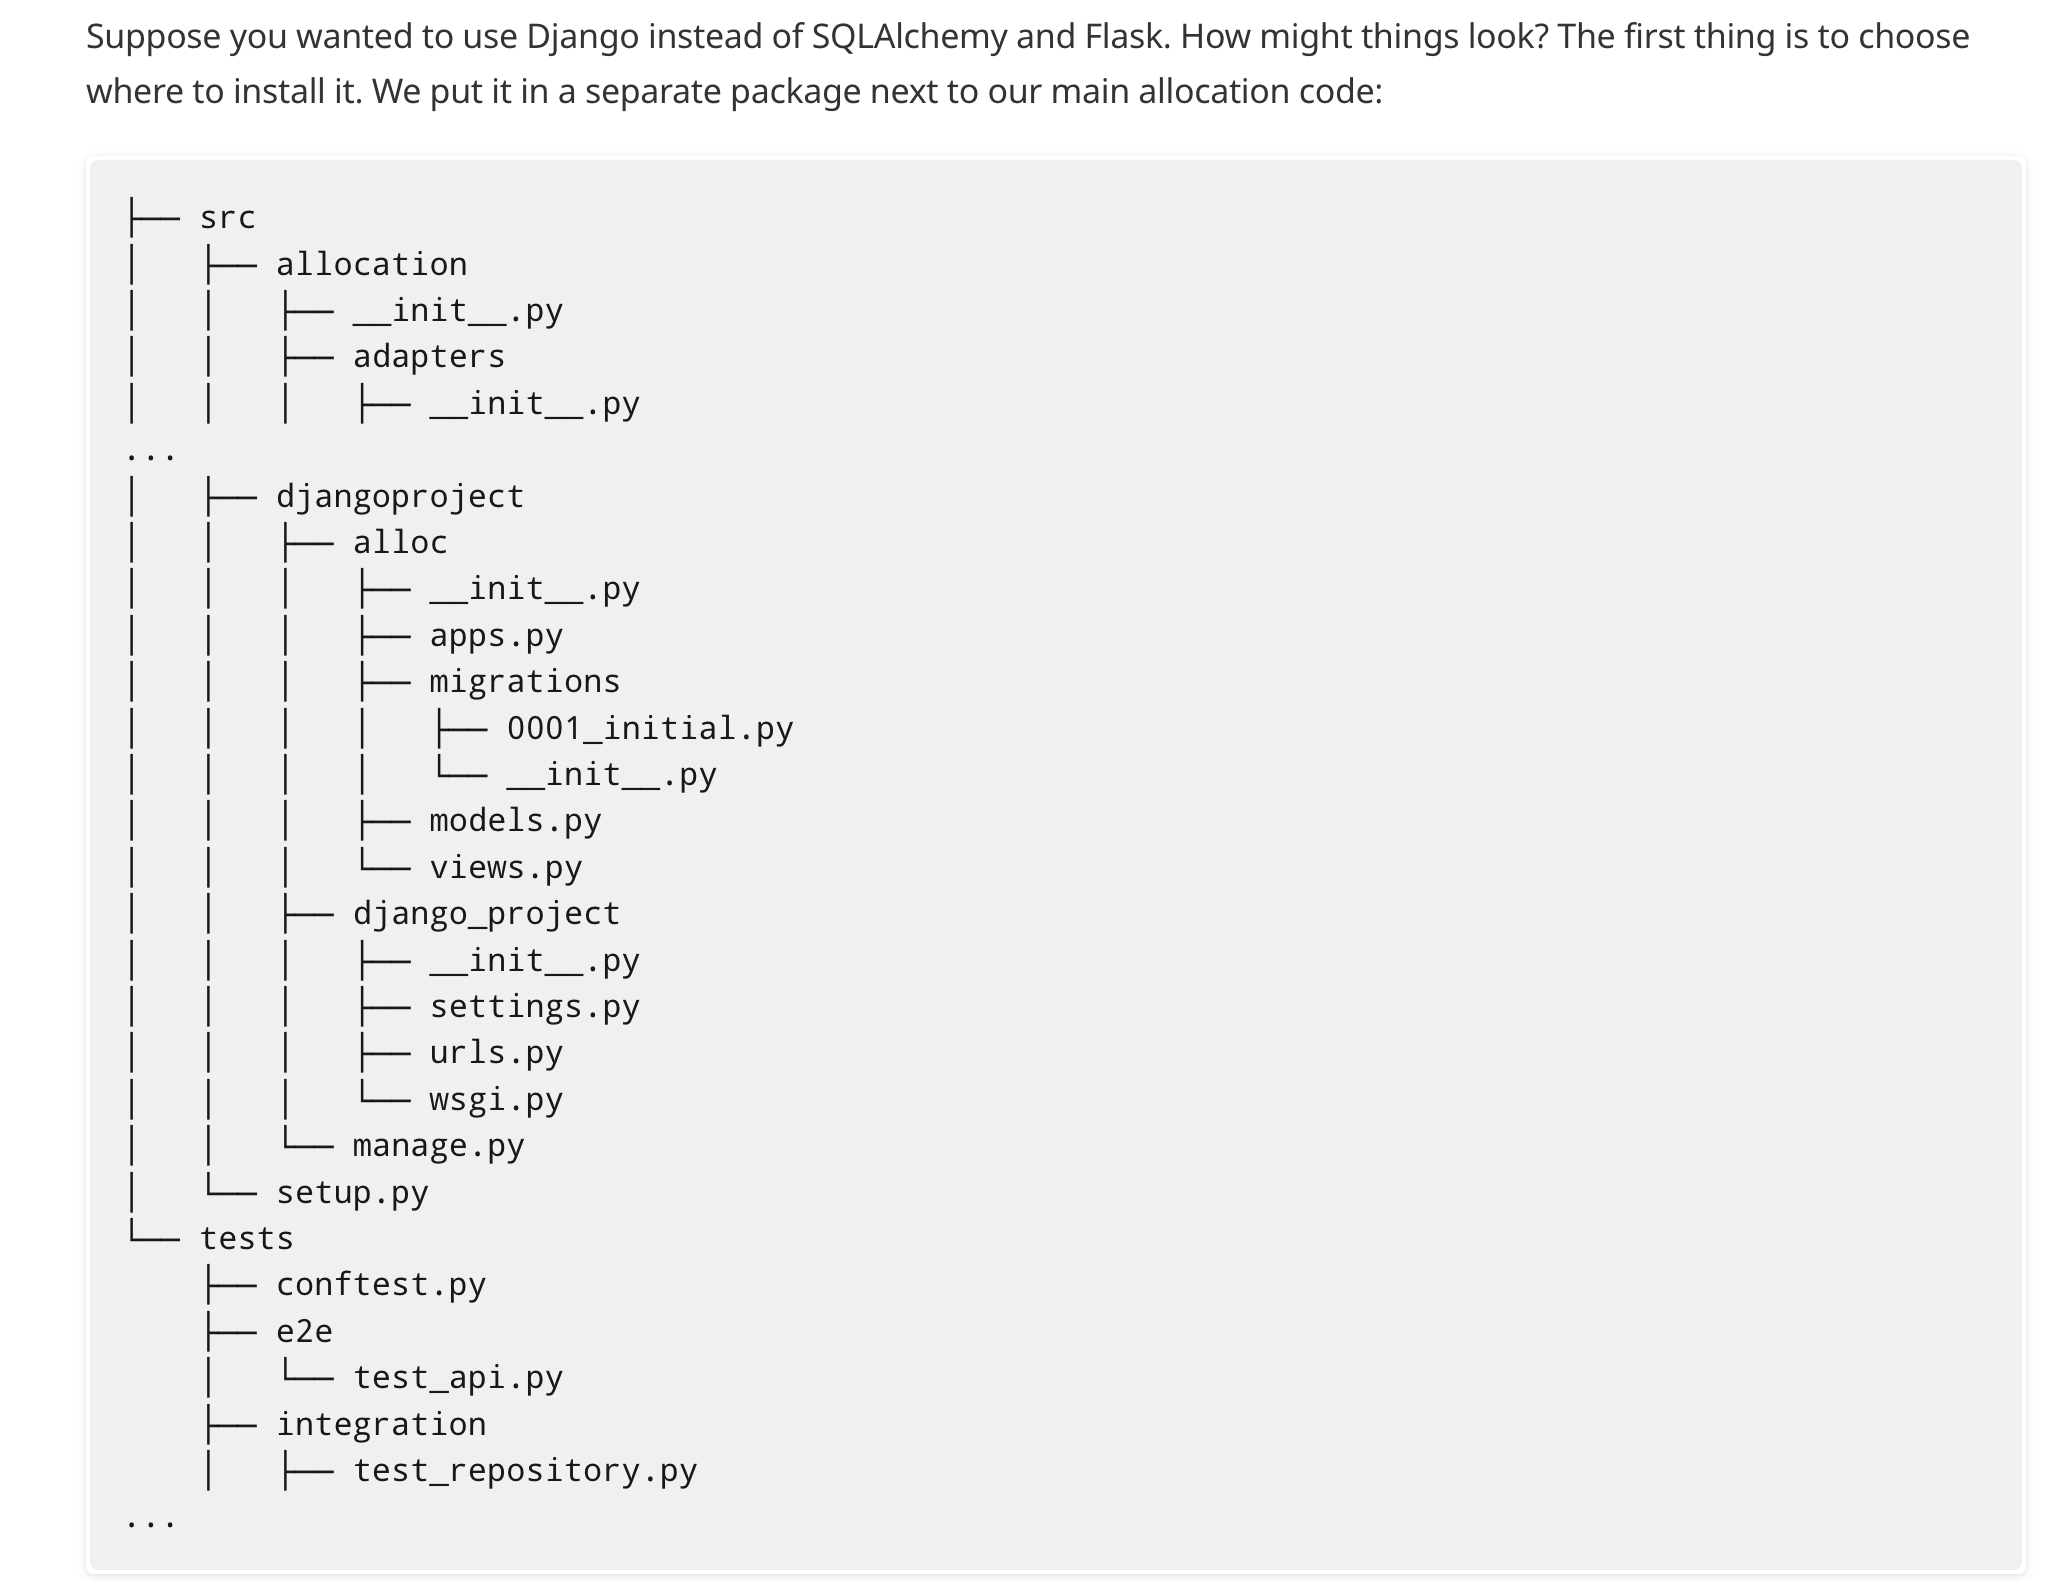 Suppose you wanted to use Django instead of SQLAlchemy and Flask. How might things look? The first thing is to choose
where to install it. We put it in a separate package next to our main allocation code:
├── src
│   ├── allocation
│   │   ├── __init__.py
│   │   ├── adapters
│   │   │   ├── __init__.py
...
│   ├── djangoproject
│   │   ├── alloc
│   │   │   ├── __init__.py
│   │   │   ├── apps.py
│   │   │   ├── migrations
│   │   │   │   ├── 0001_initial.py
│   │   │   │   └── __init__.py
│   │   │   ├── models.py
│   │   │   └── views.py
│   │   ├── django_project
│   │   │   ├── __init__.py
│   │   │   ├── settings.py
│   │   │   ├── urls.py
│   │   │   └── wsgi.py
│   │   └── manage.py
│   └── setup.py
└── tests
    ├── conftest.py
    ├── e2e
    │   └── test_api.py
    ├── integration
    │   ├── test_repository.py
...